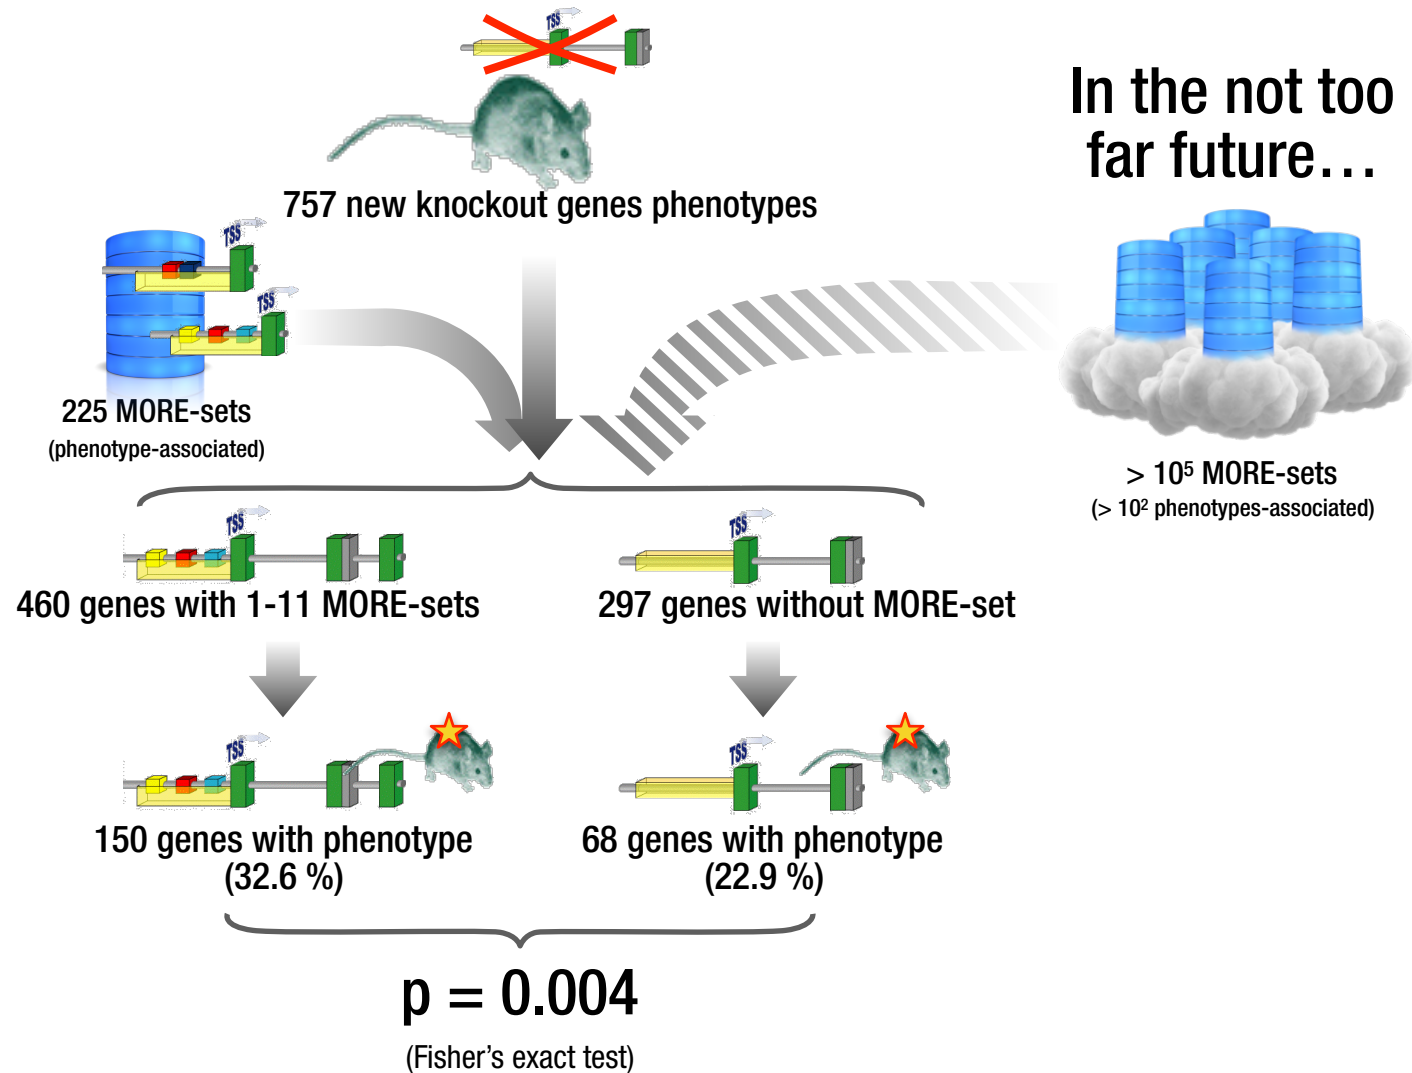 TSS
In the not too
far future…
757 new knockout genes phenotypes
TSS
TSS
225 MORE-sets
(phenotype-associated)
> 10⁵ MORE-sets
(> 10² phenotypes-associated)
TSS
TSS
460 genes with 1-11 MORE-sets
297 genes without MORE-set
TSS
TSS
150 genes with phenotype
(32.6 %)
68 genes with phenotype
(22.9 %)
p = 0.004
(Fisher’s exact test)